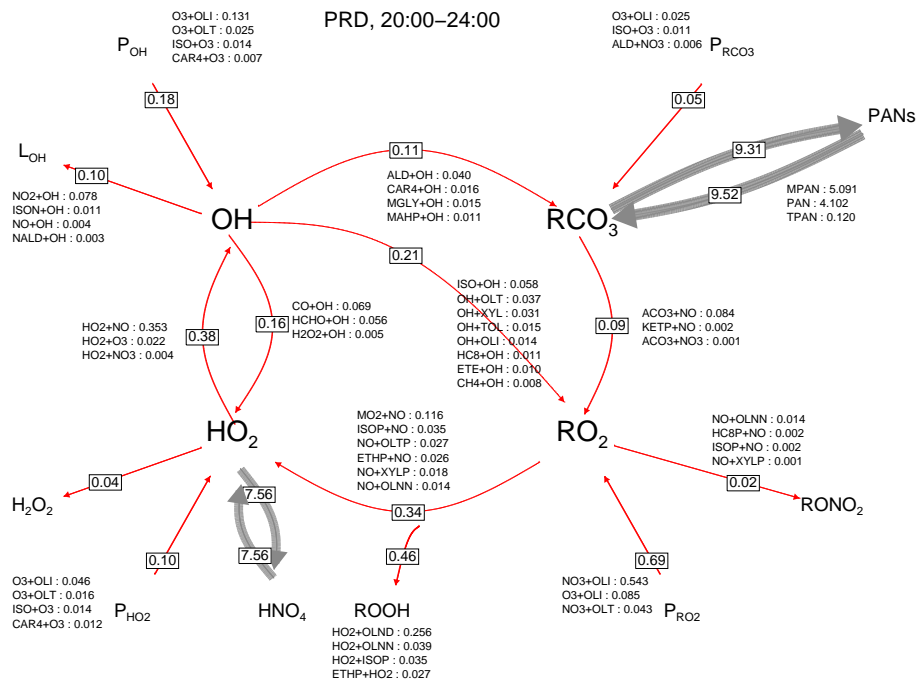 PRD, 20:00−24:00
O3+OLI : 0.131
O3+OLT : 0.025
ISO+O3 : 0.014
CAR4+O3 : 0.007
P_OH
0.18
O3+OLI : 0.025
ISO+O3 : 0.011
ALD+NO3 : 0.006
P_RCO3
0.05
PANs
9.31
9.52
MPAN : 5.091
PAN : 4.102
TPAN : 0.120
L_OH
0.10
NO2+OH : 0.078
ISON+OH : 0.011
NO+OH : 0.004
NALD+OH : 0.003
OH
0.11
ALD+OH : 0.040
CAR4+OH : 0.016
MGLY+OH : 0.015
MAHP+OH : 0.011
RCO₃
0.21
ISO+OH : 0.058
OH+OLT : 0.037
OH+XYL : 0.031
OH+TOL : 0.015
OH+OLI : 0.014
HC8+OH : 0.011
ETE+OH : 0.010
CH4+OH : 0.008
HO2+NO : 0.353
HO2+O3 : 0.022
HO2+NO3 : 0.004
0.38
0.16
CO+OH : 0.069
HCHO+OH : 0.056
H2O2+OH : 0.005
0.09
ACO3+NO : 0.084
KETP+NO : 0.002
ACO3+NO3 : 0.001
HO₂
MO2+NO : 0.116
ISOP+NO : 0.035
NO+OLTP : 0.027
ETHP+NO : 0.026
NO+XYLP : 0.018
NO+OLNN : 0.014
RO₂
NO+OLNN : 0.014
HC8P+NO : 0.002
ISOP+NO : 0.002
NO+XYLP : 0.001
0.04
H₂O₂
7.56
7.56
0.34
0.46
0.02
RONO₂
0.10
0.69
O3+OLI : 0.046
O3+OLT : 0.016
ISO+O3 : 0.014
CAR4+O3 : 0.012
P_HO2
HNO₄
ROOH
HO2+OLND : 0.256
HO2+OLNN : 0.039
HO2+ISOP : 0.035
ETHP+HO2 : 0.027
NO3+OLI : 0.543
O3+OLI : 0.085
NO3+OLT : 0.043
P_RO2